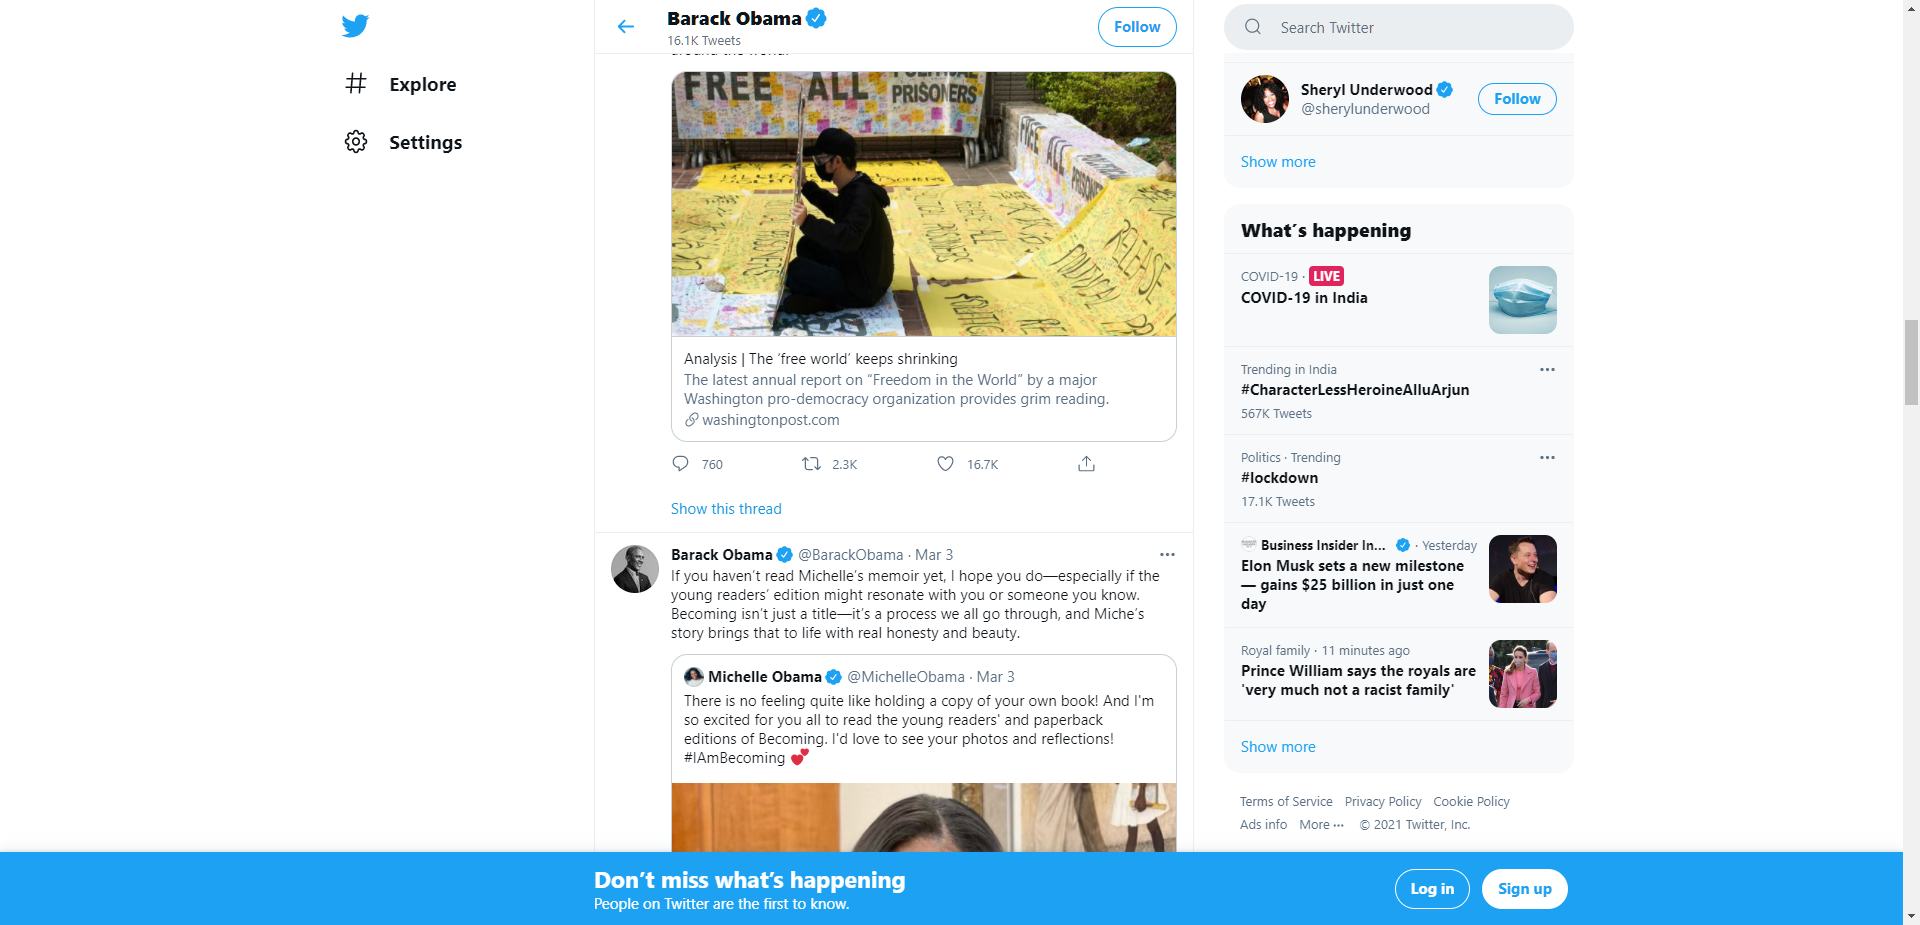 Explore
Settings
Barack Obama
16.1K Tweets
Follow
around the world.
FREE ALL POLITICAL
PRISONERS
FREE ALL
POLITICAL
PRISONERS
RELEASE
Analysis | The ‘free world’ keeps shrinking
The latest annual report on “Freedom in the World” by a major
Washington pro-democracy organization provides grim reading.
washingtonpost.com
760
2.3K
16.7K
Show this thread
Barack Obama @BarackObama · Mar 3
If you haven’t read Michelle’s memoir yet, I hope you do—especially if the
young readers’ edition might resonate with you or someone you know.
Becoming isn’t just a title—it’s a process we all go through, and Miche’s
story brings that to life with real honesty and beauty.
Michelle Obama @MichelleObama · Mar 3
There is no feeling quite like holding a copy of your own book! And I'm
so excited for you all to read the young readers' and paperback
editions of Becoming. I'd love to see your photos and reflections!
#IAmBecoming 💕
Search Twitter
Sheryl Underwood
@sherylunderwood
Follow
Show more
What’s happening
COVID-19 · LIVE
COVID-19 in India
Trending in India
#CharacterLessHeroineAlluArjun
567K Tweets
Politics · Trending
#lockdown
17.1K Tweets
Business Insider In... · Yesterday
Elon Musk sets a new milestone
— gains $25 billion in just one
day
Royal family · 11 minutes ago
Prince William says the royals are
'very much not a racist family'
Show more
Terms of Service Privacy Policy Cookie Policy
Ads info More ··· © 2021 Twitter, Inc.
Don’t miss what’s happening
People on Twitter are the first to know.
Log in
Sign up